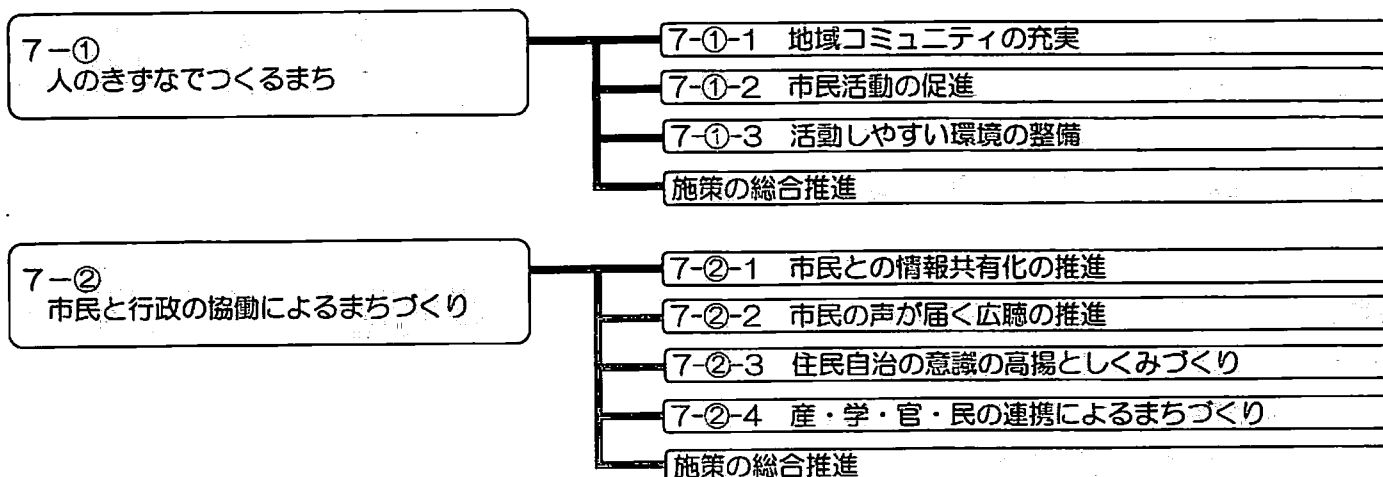 7－①
人のきずなでつくるまち
7-①-1　地域コミュニティの充実
7-①-2　市民活動の促進
7-①-3　活動しやすい環境の整備
施策の総合推進
7－②
市民と行政の協働によるまちづくり
7-②-1　市民との情報共有化の推進
7-②-2　市民の声が届く広聴の推進
7-②-3　住民自治の意識の高揚としくみづくり
7-②-4　産・学・官・民の連携によるまちづくり
施策の総合推進